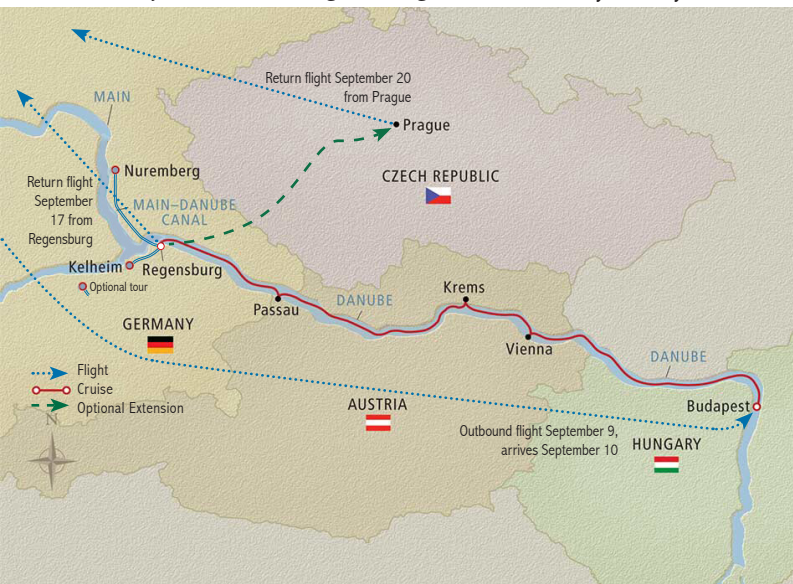 Return flight September 20
from Prague
MAIN
Prague
Nuremberg
CZECH REPUBLIC
Return flight
September
17 from
Regensburg
MAIN–DANUBE
CANAL
Kelheim
Regensburg
Optional tour
Krems
DANUBE
Passau
GERMANY
Vienna
DANUBE
Flight
Cruise
Optional Extension
AUSTRIA
Budapest
N
Outbound flight September 9,
arrives September 10
HUNGARY